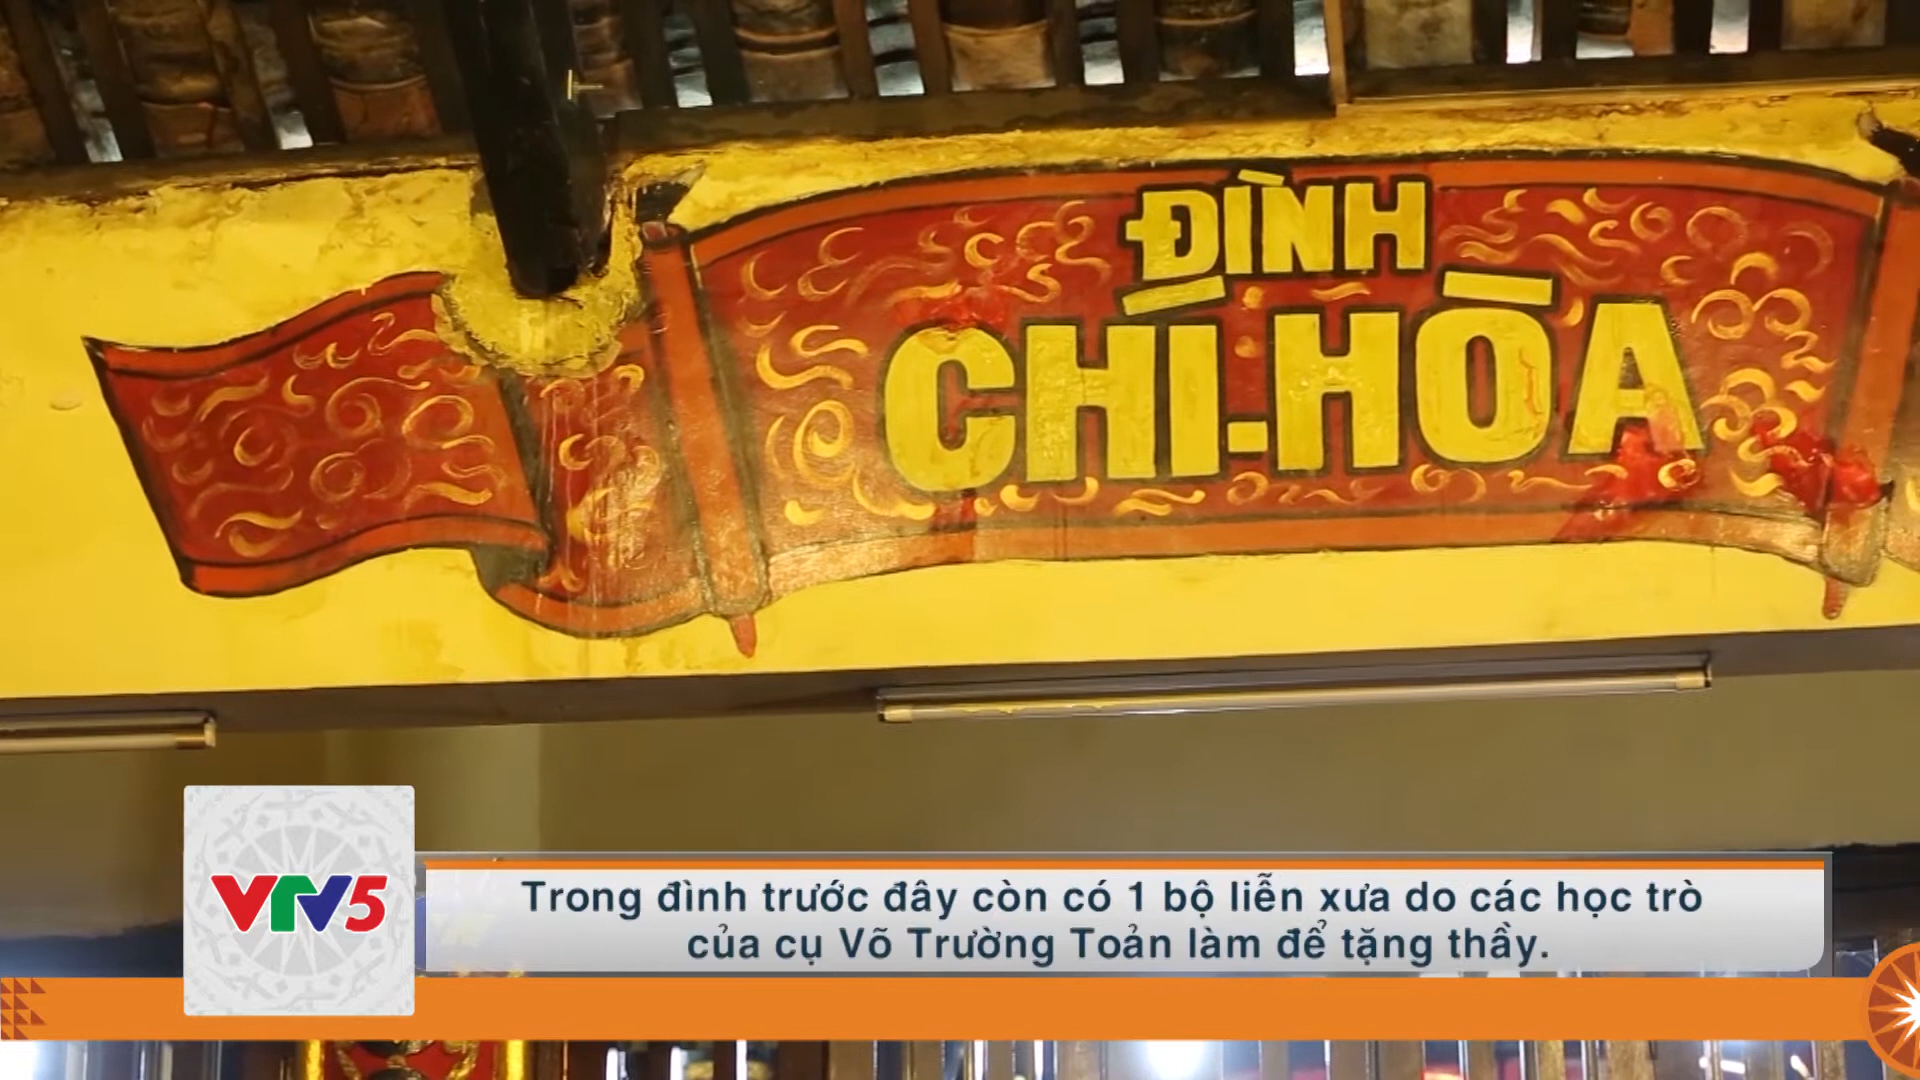 ĐÌNH
CHÍ-HÒA
VTV5
Trong đình trước đây còn có 1 bộ liễn xưa do các học trò
của cụ Võ Trường Toản làm để tặng thầy.